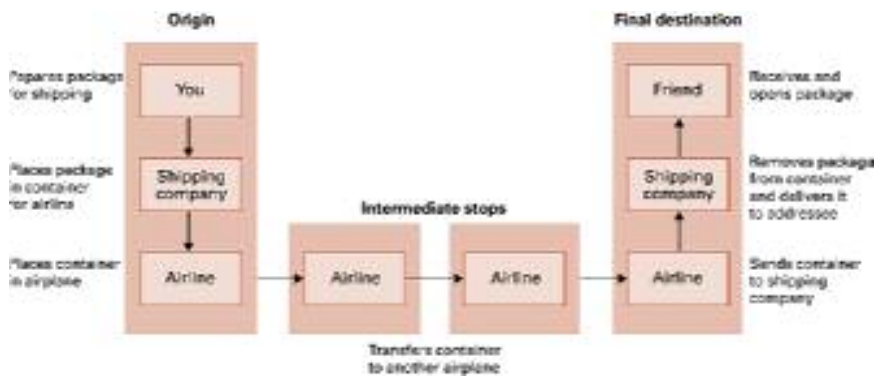 Origin
Final destination
Prepares package
for shipping
You
Friend
Receives and
opens package
Places package
in container
for airline
Shipping
company
Shipping
company
Removes package
from container
and delivers it
to addressee
Intermediate stops
Places container
in airplane
Airline
Airline
Airline
Airline
Sends container
to shipping
company
Transfers container
to another airplane